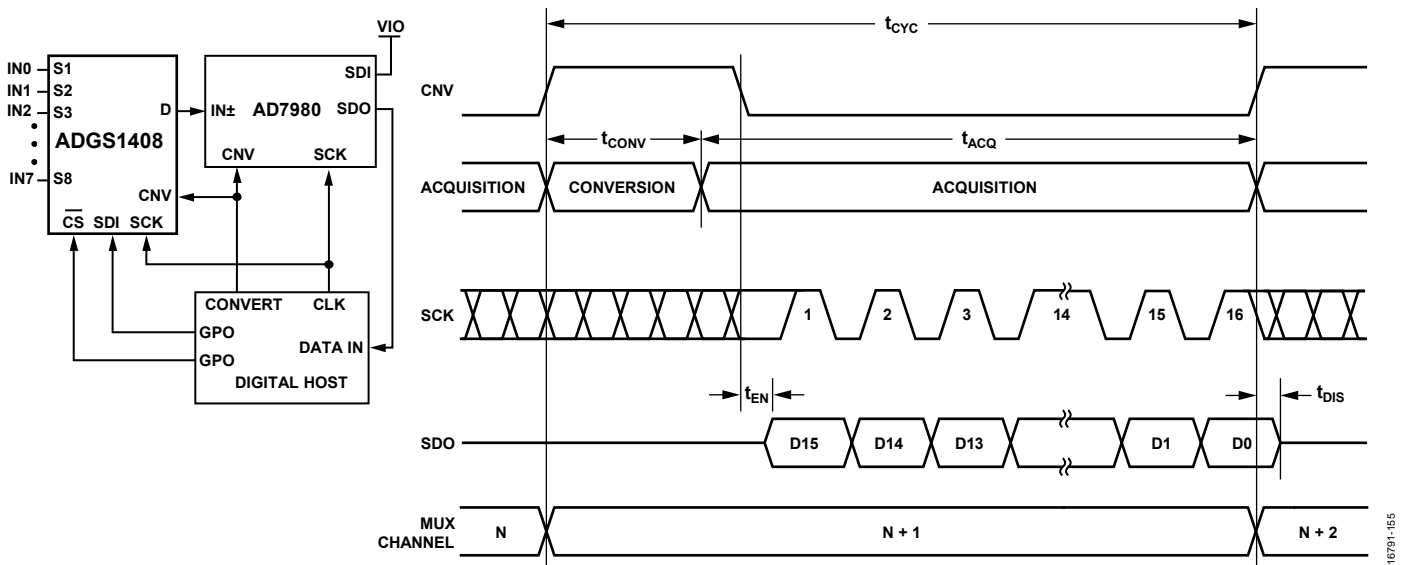 VIO
IN0 S1
IN1 S2
IN2 S3
IN7 S8
ADGS1408
D
CNV
CS SDI SCK
SDI
IN± AD7980 SDO
CNV SCK
CONVERT CLK
GPO
GPO
DATA IN
DIGITAL HOST
tCYC
CNV
tCONV tACQ
ACQUISITION CONVERSION ACQUISITION
SCK 1 2 3 14 15 16
tEN tDIS
SDO D15 D14 D13 D1 D0
MUX
CHANNEL
N N + 1 N + 2
16791-155